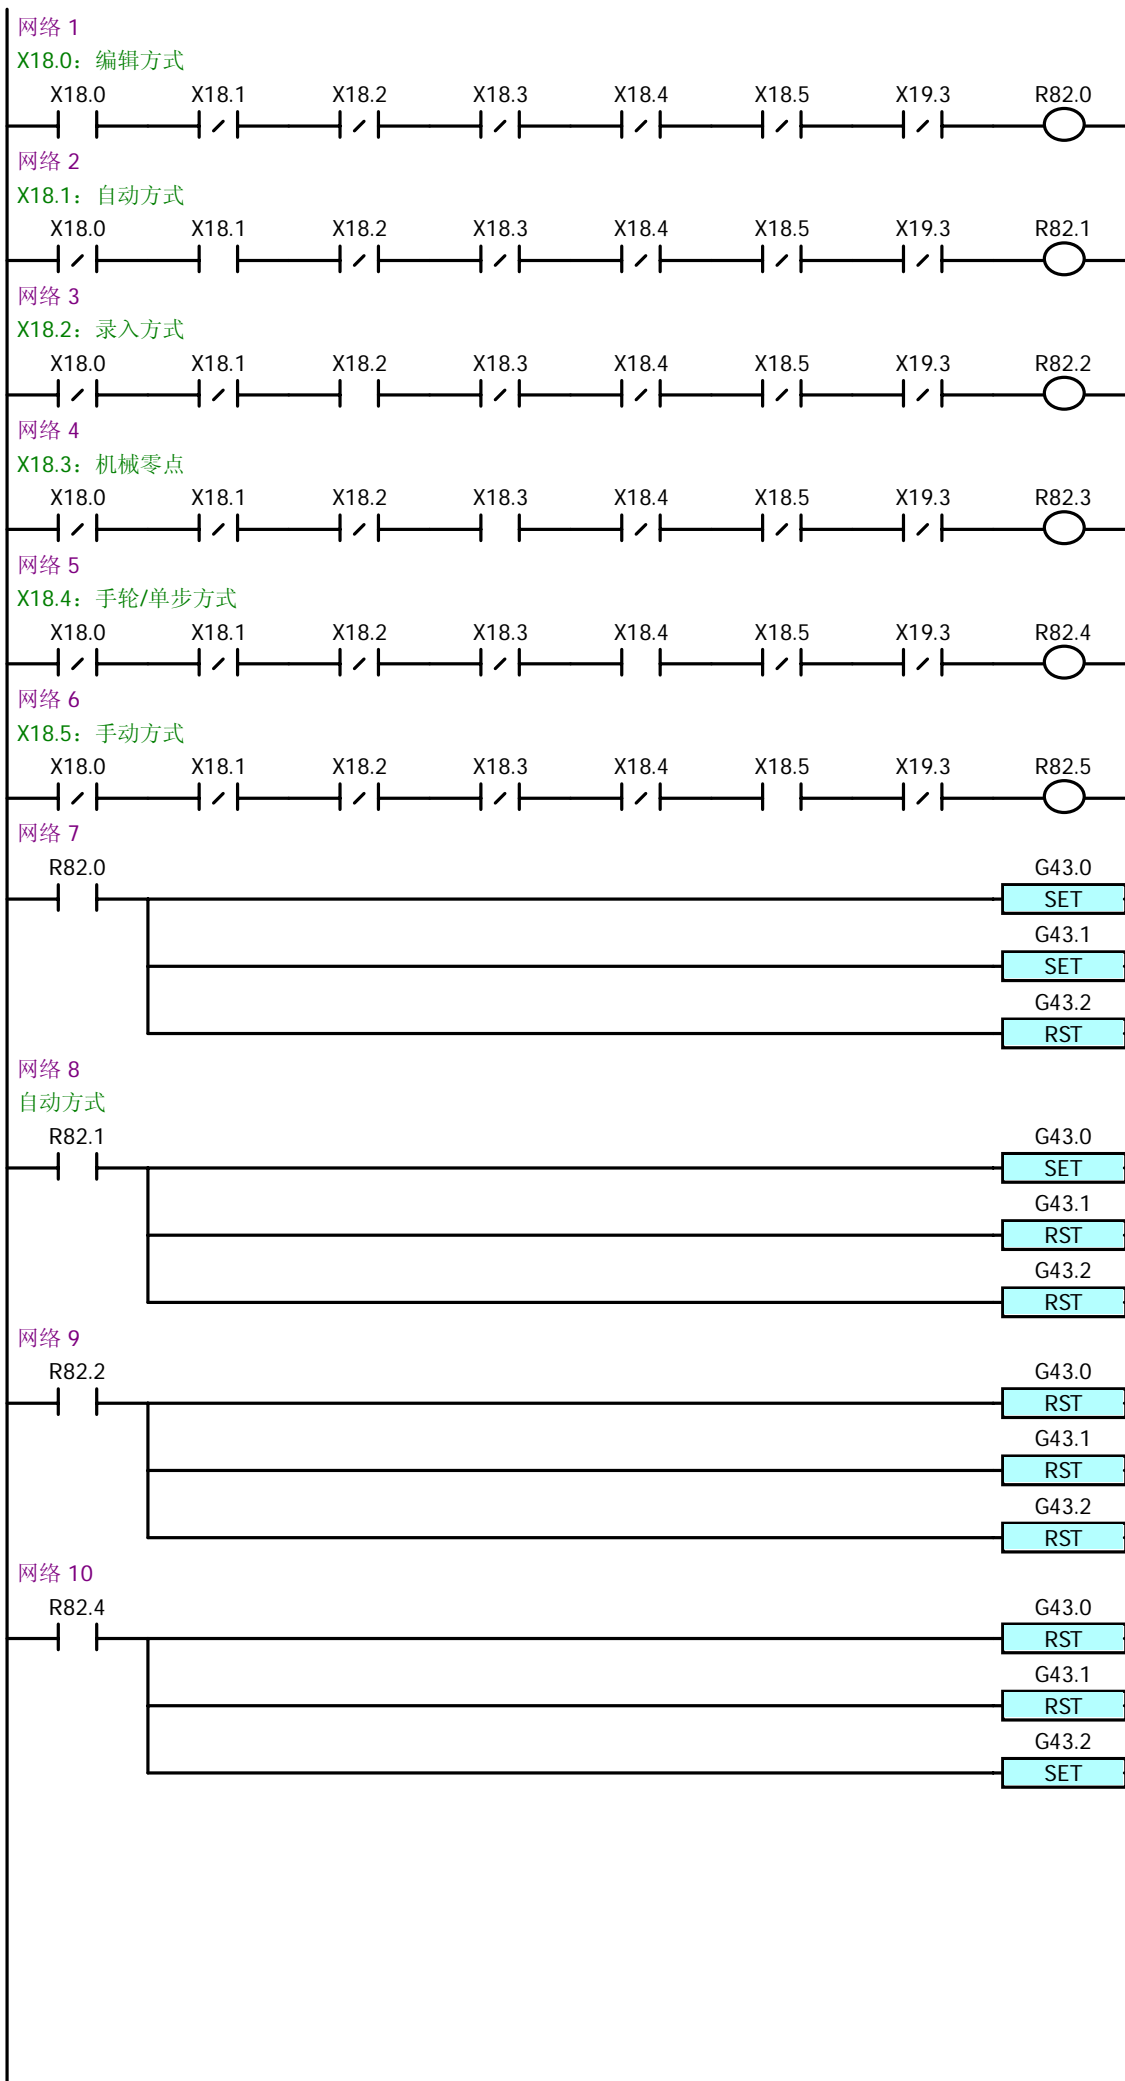 网络 1
X18.0：编辑方式
X18.0 X18.1 X18.2 X18.3 X18.4 X18.5 X19.3 R82.0
网络 2
X18.1：自动方式
X18.0 X18.1 X18.2 X18.3 X18.4 X18.5 X19.3 R82.1
网络 3
X18.2：录入方式
X18.0 X18.1 X18.2 X18.3 X18.4 X18.5 X19.3 R82.2
网络 4
X18.3：机械零点
X18.0 X18.1 X18.2 X18.3 X18.4 X18.5 X19.3 R82.3
网络 5
X18.4：手轮/单步方式
X18.0 X18.1 X18.2 X18.3 X18.4 X18.5 X19.3 R82.4
网络 6
X18.5：手动方式
X18.0 X18.1 X18.2 X18.3 X18.4 X18.5 X19.3 R82.5
网络 7
R82.0 G43.0
SET
G43.1
SET
G43.2
RST
网络 8
自动方式
R82.1 G43.0
SET
G43.1
RST
G43.2
RST
网络 9
R82.2 G43.0
RST
G43.1
RST
G43.2
RST
网络 10
R82.4 G43.0
RST
G43.1
RST
G43.2
SET